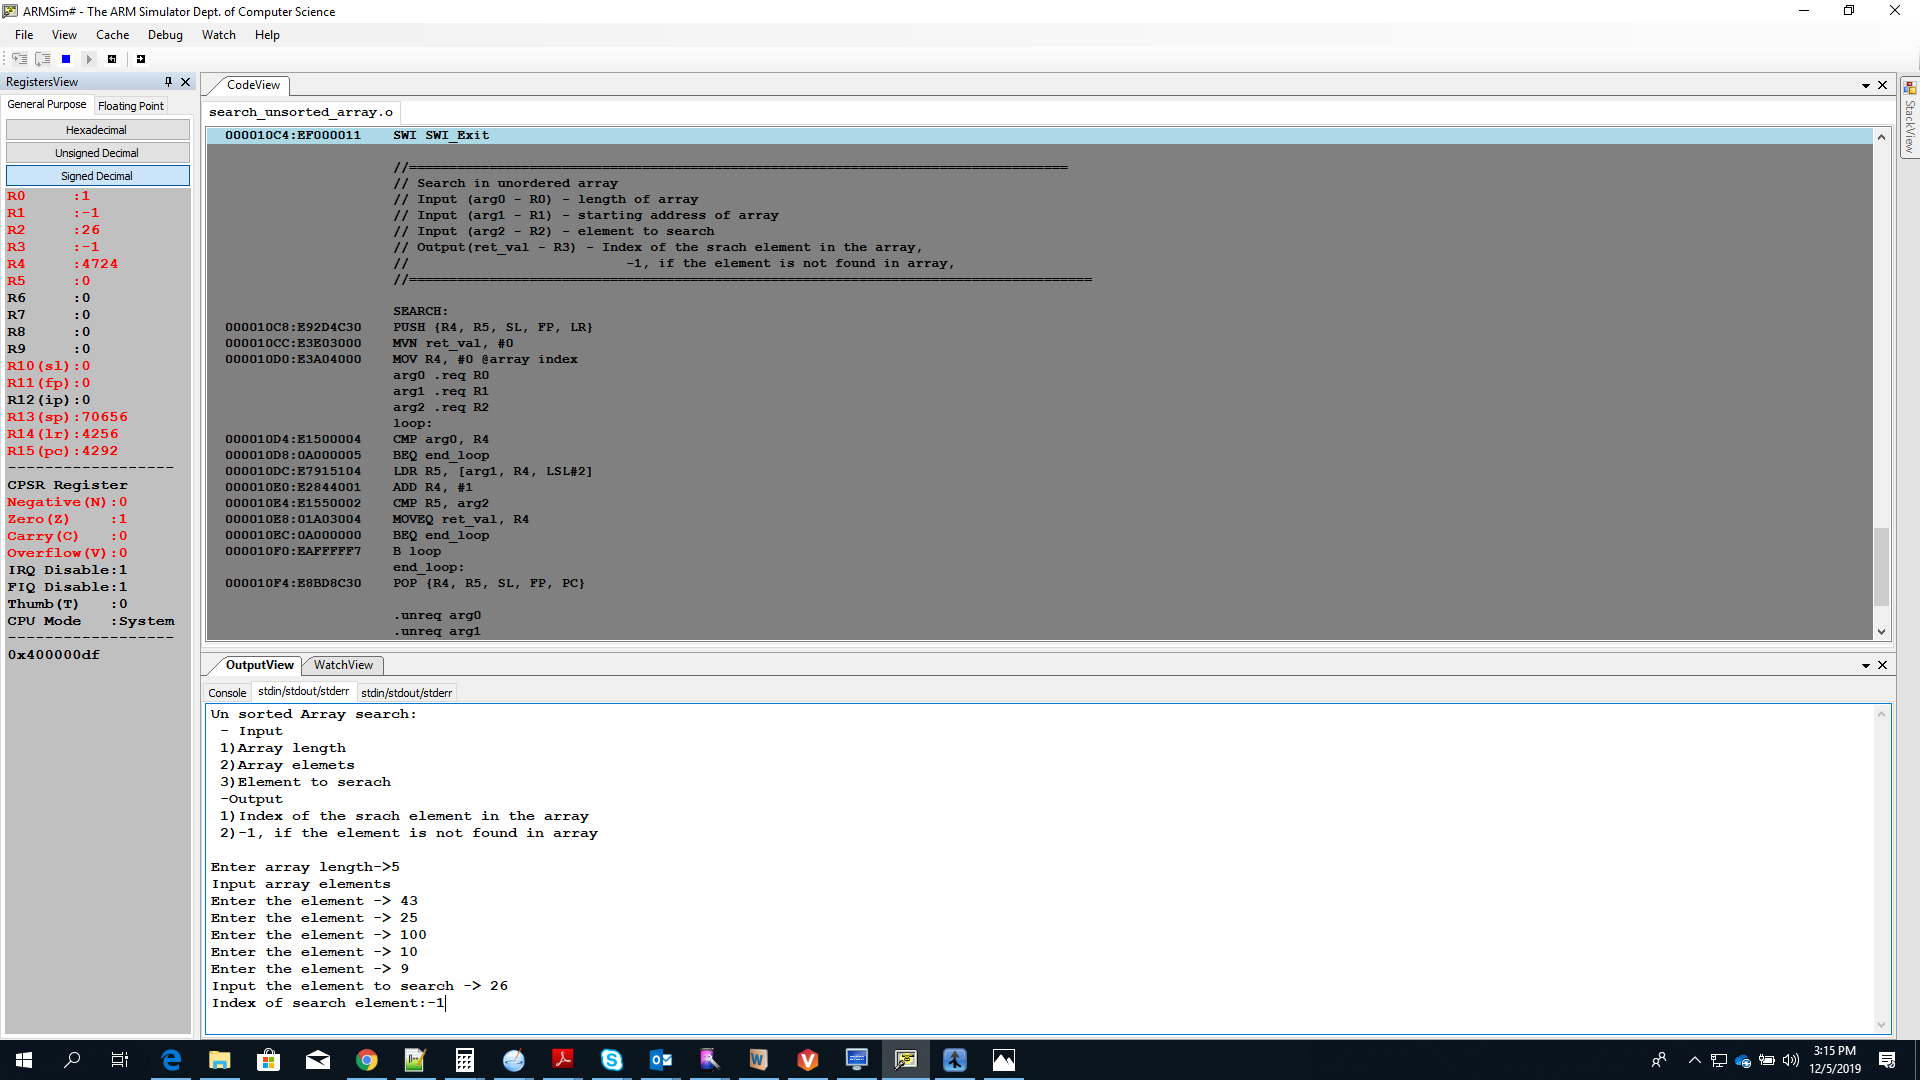 ARMSim# - The ARM Simulator Dept. of Computer Science
File View Cache Debug Watch Help
RegistersView
General Purpose Floating Point
Hexadecimal
Unsigned Decimal
Signed Decimal
R0 :1
R1 :-1
R2 :26
R3 :-1
R4 :4724
R5 :0
R6 :0
R7 :0
R8 :0
R9 :0
R10(sl):0
R11(fp):0
R12(ip):0
R13(sp):70656
R14(lr):4256
R15(pc):4292
------------------
CPSR Register
Negative(N):0
Zero(Z) :1
Carry(C) :0
Overflow(V):0
IRQ Disable:1
FIQ Disable:1
Thumb(T) :0
CPU Mode :System
------------------
0x400000df
CodeView
search_unsorted_array.o
000010C4:EF000011 SWI SWI_Exit
//==================================================================================
// Search in unordered array
// Input (arg0 - R0) - length of array
// Input (arg1 - R1) - starting address of array
// Input (arg2 - R2) - element to search
// Output(ret_val - R3) - Index of the srach element in the array,
// -1, if the element is not found in array,
//=====================================================================================
SEARCH:
000010C8:E92D4C30 PUSH {R4, R5, SL, FP, LR}
000010CC:E3E03000 MVN ret_val, #0
000010D0:E3A04000 MOV R4, #0 @array index
arg0 .req R0
arg1 .req R1
arg2 .req R2
loop:
000010D4:E1500004 CMP arg0, R4
000010D8:0A000005 BEQ end_loop
000010DC:E7915104 LDR R5, [arg1, R4, LSL#2]
000010E0:E2844001 ADD R4, #1
000010E4:E1550002 CMP R5, arg2
000010E8:01A03004 MOVEQ ret_val, R4
000010EC:0A000000 BEQ end_loop
000010F0:EAFFFFF7 B loop
end_loop:
000010F4:E8BD8C30 POP {R4, R5, SL, FP, PC}
.unreq arg0
.unreq arg1
StackView
OutputView WatchView
Console stdin/stdout/stderr stdin/stdout/stderr
Un sorted Array search:
- Input
1)Array length
2)Array elemets
3)Element to serach
-Output
1)Index of the srach element in the array
2)-1, if the element is not found in array
Enter array length->5
Input array elements
Enter the element -> 43
Enter the element -> 25
Enter the element -> 100
Enter the element -> 10
Enter the element -> 9
Input the element to search -> 26
Index of search element:-1
3:15 PM
12/5/2019